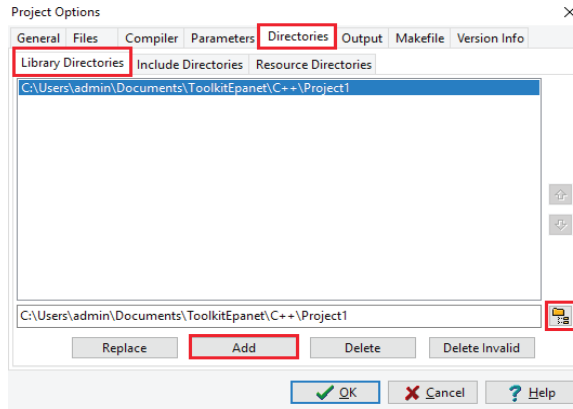 Project Options
General Files Compiler Parameters Directories Output Makefile Version Info
Library Directories Include Directories Resource Directories
C:\Users\admin\Documents\ToolkitEpanet\C++\Project1
C:\Users\admin\Documents\ToolkitEpanet\C++\Project1
Replace Add Delete Delete Invalid
OK Cancel Help